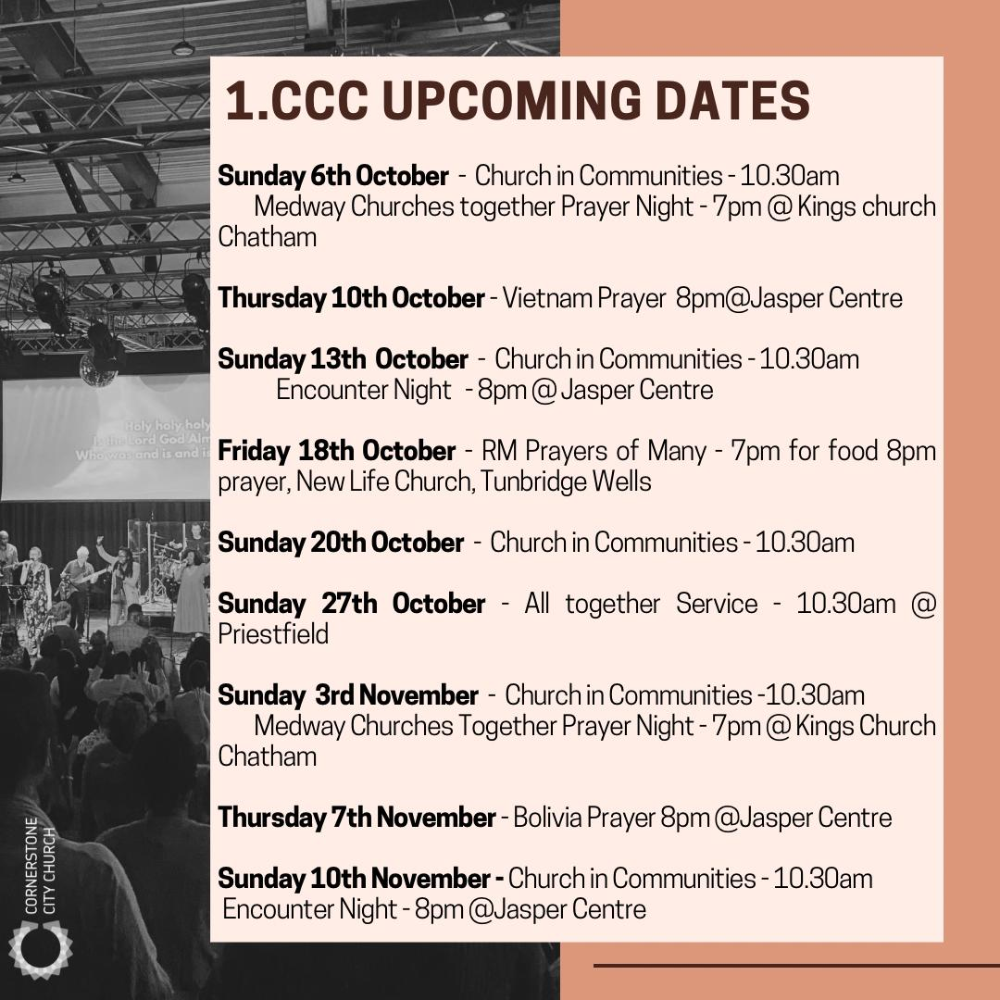 1.CCC UPCOMING DATES
Sunday 6th October - Church in Communities - 10.30am
Medway Churches together Prayer Night - 7pm @ Kings church
Chatham
Thursday 10th October - Vietnam Prayer 8pm@Jasper Centre
Sunday 13th October - Church in Communities - 10.30am
Encounter Night - 8pm @ Jasper Centre
Friday 18th October - RM Prayers of Many - 7pm for food 8pm
prayer, New Life Church, Tunbridge Wells
Sunday 20th October - Church in Communities - 10.30am
Sunday 27th October - All together Service - 10.30am @
Priestfield
Sunday 3rd November - Church in Communities -10.30am
Medway Churches Together Prayer Night - 7pm @ Kings Church
Chatham
Thursday 7th November - Bolivia Prayer 8pm @Jasper Centre
Sunday 10th November - Church in Communities - 10.30am
Encounter Night - 8pm @Jasper Centre
Holy holy holy
Is the Lord God Alm
Who was and is and is
CORNERSTONE
CITY CHURCH